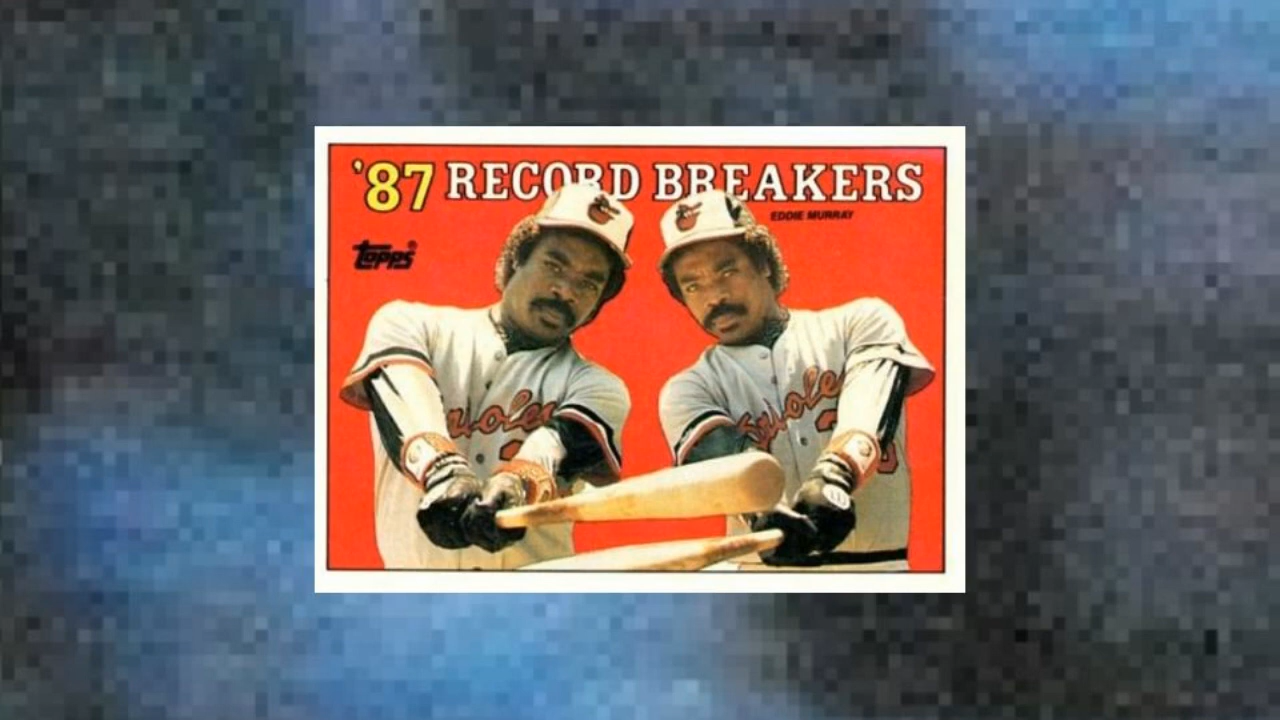 '87 RECORD BREAKERS
EDDIE MURRAY
topps®
Orioles
Orioles